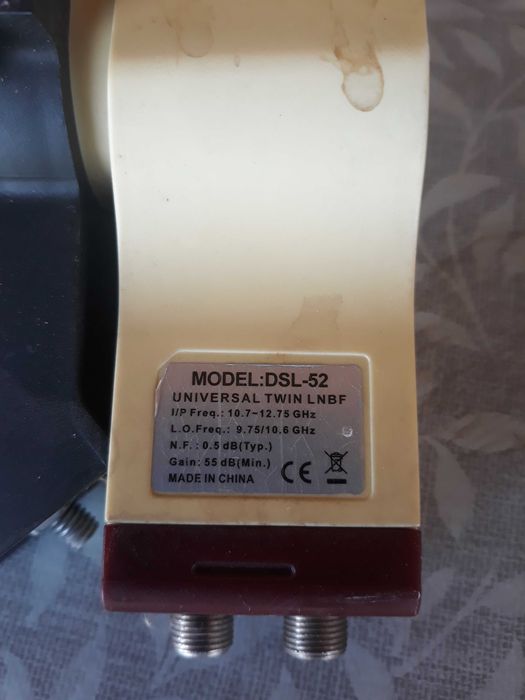 MODEL:DSL-52
UNIVERSAL TWIN LNBF
I/P Freq.: 10.7~12.75 GHz
L.O.Freq.: 9.75/10.6 GHz
N.F. : 0.5 dB(Typ.)
Gain: 55 dB(Min.)
MADE IN CHINA
CE